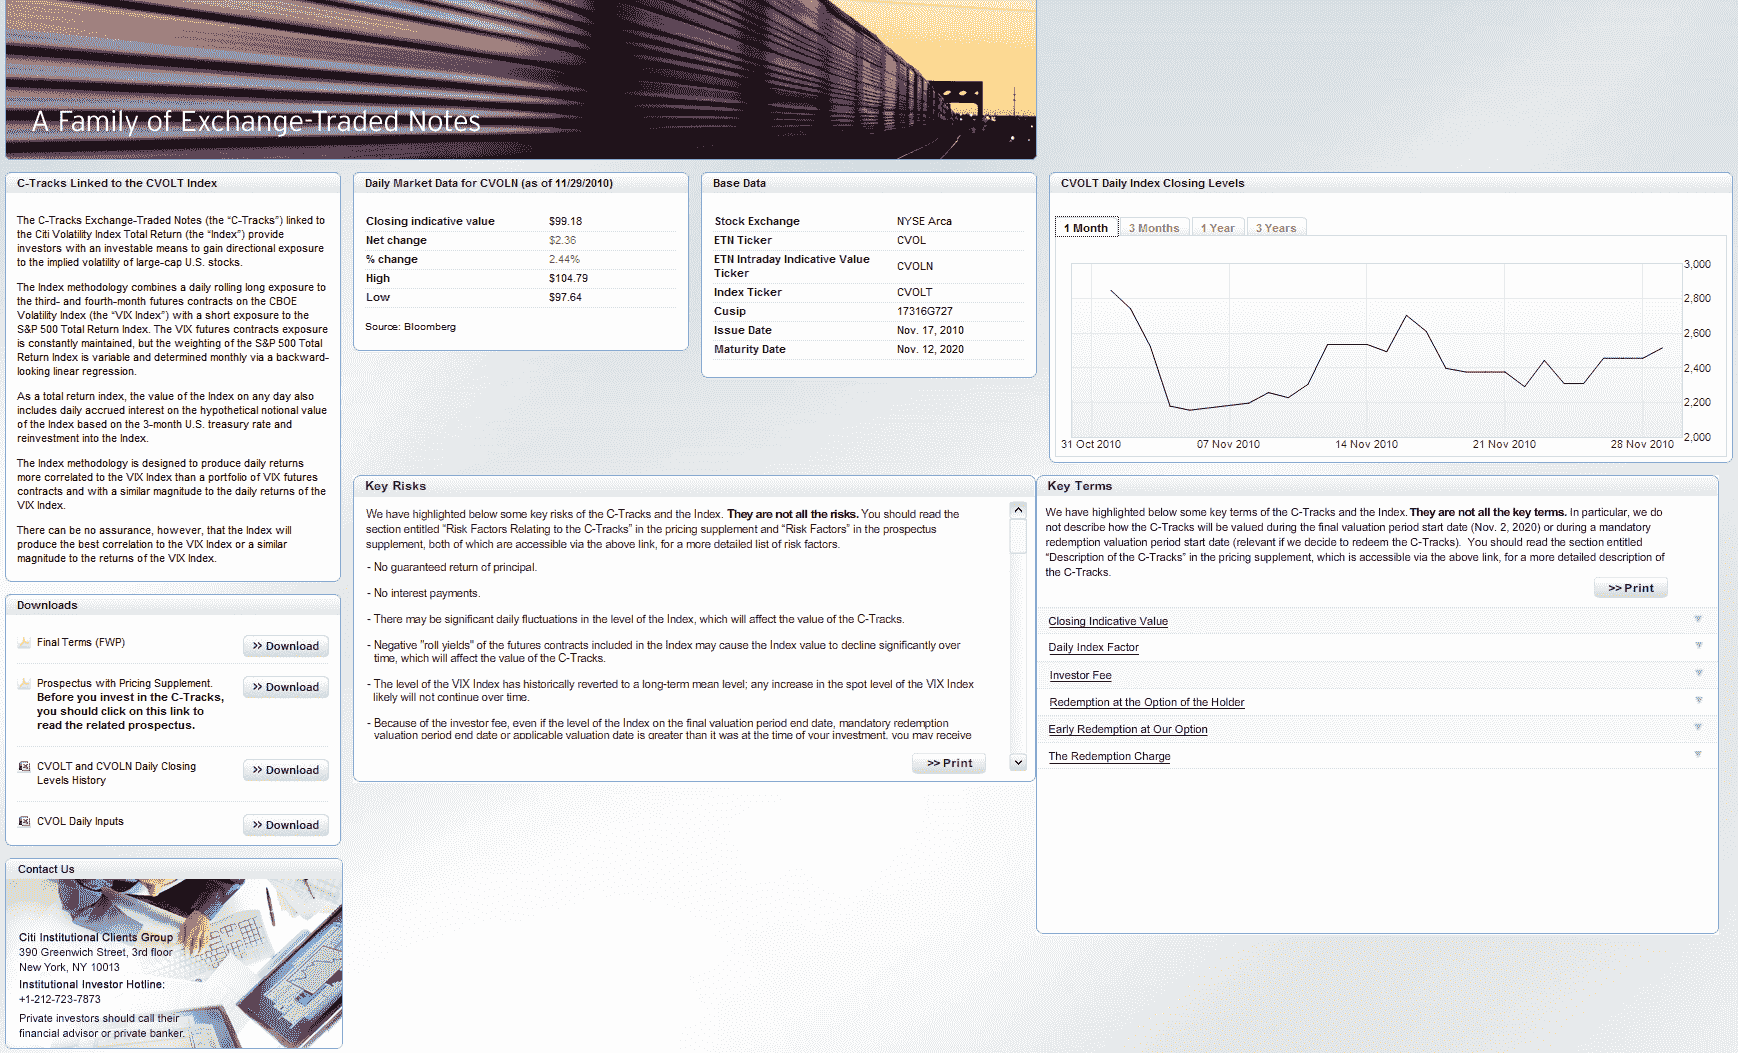 A Family of Exchange-Traded Notes
C-Tracks Linked to the CVOLT Index
The C-Tracks Exchange-Traded Notes (the “C-Tracks”) linked to
the Citi Volatility Index Total Return (the “Index”) provide
investors with an investable means to gain directional exposure
to the implied volatility of large-cap U.S. stocks.
The Index methodology combines a daily rolling long exposure to
the third- and fourth-month futures contracts on the CBOE
Volatility Index (the “VIX Index”) with a short exposure to the
S&P 500 Total Return Index. The VIX futures contracts exposure
is constantly maintained, but the weighting of the S&P 500 Total
Return Index is variable and determined monthly via a backward-
looking linear regression.
As a total return index, the value of the Index on any day also
includes daily accrued interest on the hypothetical notional value
of the Index based on the 3-month U.S. treasury rate and
reinvestment into the Index.
The Index methodology is designed to produce daily returns
more correlated to the VIX Index than a portfolio of VIX futures
contracts and with a similar magnitude to the daily returns of the
VIX Index.
There can be no assurance, however, that the Index will
produce the best correlation to the VIX Index or a similar
magnitude to the returns of the VIX Index.
Downloads
Final Terms (FWP)
>> Download
Prospectus with Pricing Supplement.
Before you invest in the C-Tracks,
you should click on this link to
read the related prospectus.
>> Download
CVOLT and CVOLN Daily Closing
Levels History
>> Download
CVOL Daily Inputs
>> Download
Contact Us
Citi Institutional Clients Group
390 Greenwich Street, 3rd floor
New York, NY 10013
Institutional Investor Hotline:
+1-212-723-7873
Private investors should call their
financial advisor or private banker.
Daily Market Data for CVOLN (as of 11/29/2010)
Closing indicative value $99.18
Net change $2.36
% change 2.44%
High $104.79
Low $97.64
Source: Bloomberg
Base Data
Stock Exchange NYSE Arca
ETN Ticker CVOL
ETN Intraday Indicative Value
Ticker CVOLN
Index Ticker CVOLT
Cusip 17316G727
Issue Date Nov. 17, 2010
Maturity Date Nov. 12, 2020
CVOLT Daily Index Closing Levels
1 Month 3 Months 1 Year 3 Years
3,000
2,800
2,600
2,400
2,200
2,000
31 Oct 2010 07 Nov 2010 14 Nov 2010 21 Nov 2010 28 Nov 2010
Key Risks
We have highlighted below some key risks of the C-Tracks and the Index. They are not all the risks. You should read the
section entitled “Risk Factors Relating to the C-Tracks” in the pricing supplement and “Risk Factors” in the prospectus
supplement, both of which are accessible via the above link, for a more detailed list of risk factors.
- No guaranteed return of principal.
- No interest payments.
- There may be significant daily fluctuations in the level of the Index, which will affect the value of the C-Tracks.
- Negative "roll yields" of the futures contracts included in the Index may cause the Index value to decline significantly over
time, which will affect the value of the C-Tracks.
- The level of the VIX Index has historically reverted to a long-term mean level; any increase in the spot level of the VIX Index
likely will not continue over time.
- Because of the investor fee, even if the level of the Index on the final valuation period end date, mandatory redemption
valuation period end date or applicable valuation date is greater than it was at the time of your investment, you may receive
>> Print
Key Terms
We have highlighted below some key terms of the C-Tracks and the Index. They are not all the key terms. In particular, we do
not describe how the C-Tracks will be valued during the final valuation period start date (Nov. 2, 2020) or during a mandatory
redemption valuation period start date (relevant if we decide to redeem the C-Tracks). You should read the section entitled
“Description of the C-Tracks” in the pricing supplement, which is accessible via the above link, for a more detailed description of
the C-Tracks.
>> Print
Closing Indicative Value
Daily Index Factor
Investor Fee
Redemption at the Option of the Holder
Early Redemption at Our Option
The Redemption Charge